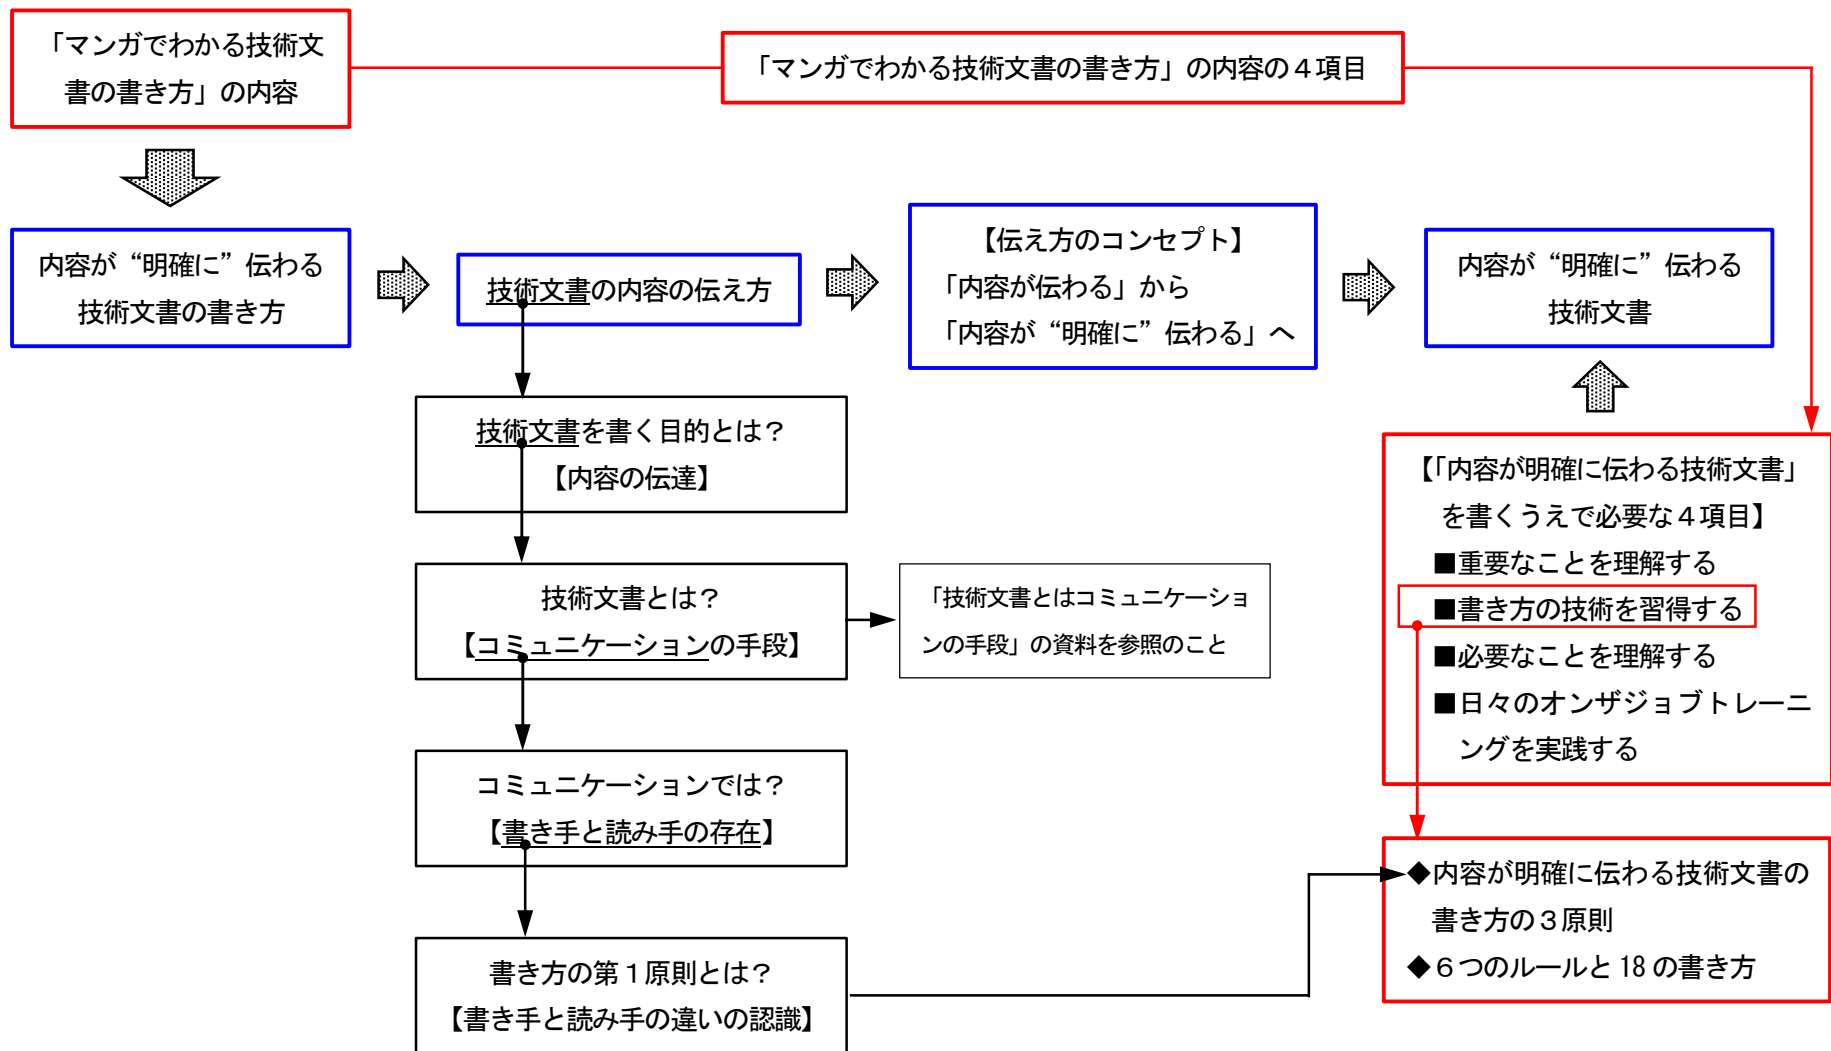 「マンガでわかる技術文
書の書き方」の内容
「マンガでわかる技術文書の書き方」の内容の４項目
内容が“明確に”伝わる
技術文書の書き方
技術文書の内容の伝え方
【伝え方のコンセプト】
「内容が伝わる」から
「内容が“明確に”伝わる」へ
内容が“明確に”伝わる
技術文書
技術文書を書く目的とは？
【内容の伝達】
技術文書とは？
【コミュニケーションの手段】
「技術文書とはコミュニケーショ
ンの手段」の資料を参照のこと
コミュニケーションでは？
【書き手と読み手の存在】
書き方の第１原則とは？
【書き手と読み手の違いの認識】
【「内容が明確に伝わる技術文書」
を書くうえで必要な４項目】
■重要なことを理解する
■書き方の技術を習得する
■必要なことを理解する
■日々のオンザジョブトレーニ
ングを実践する
◆内容が明確に伝わる技術文書の
書き方の３原則
◆６つのルールと18の書き方